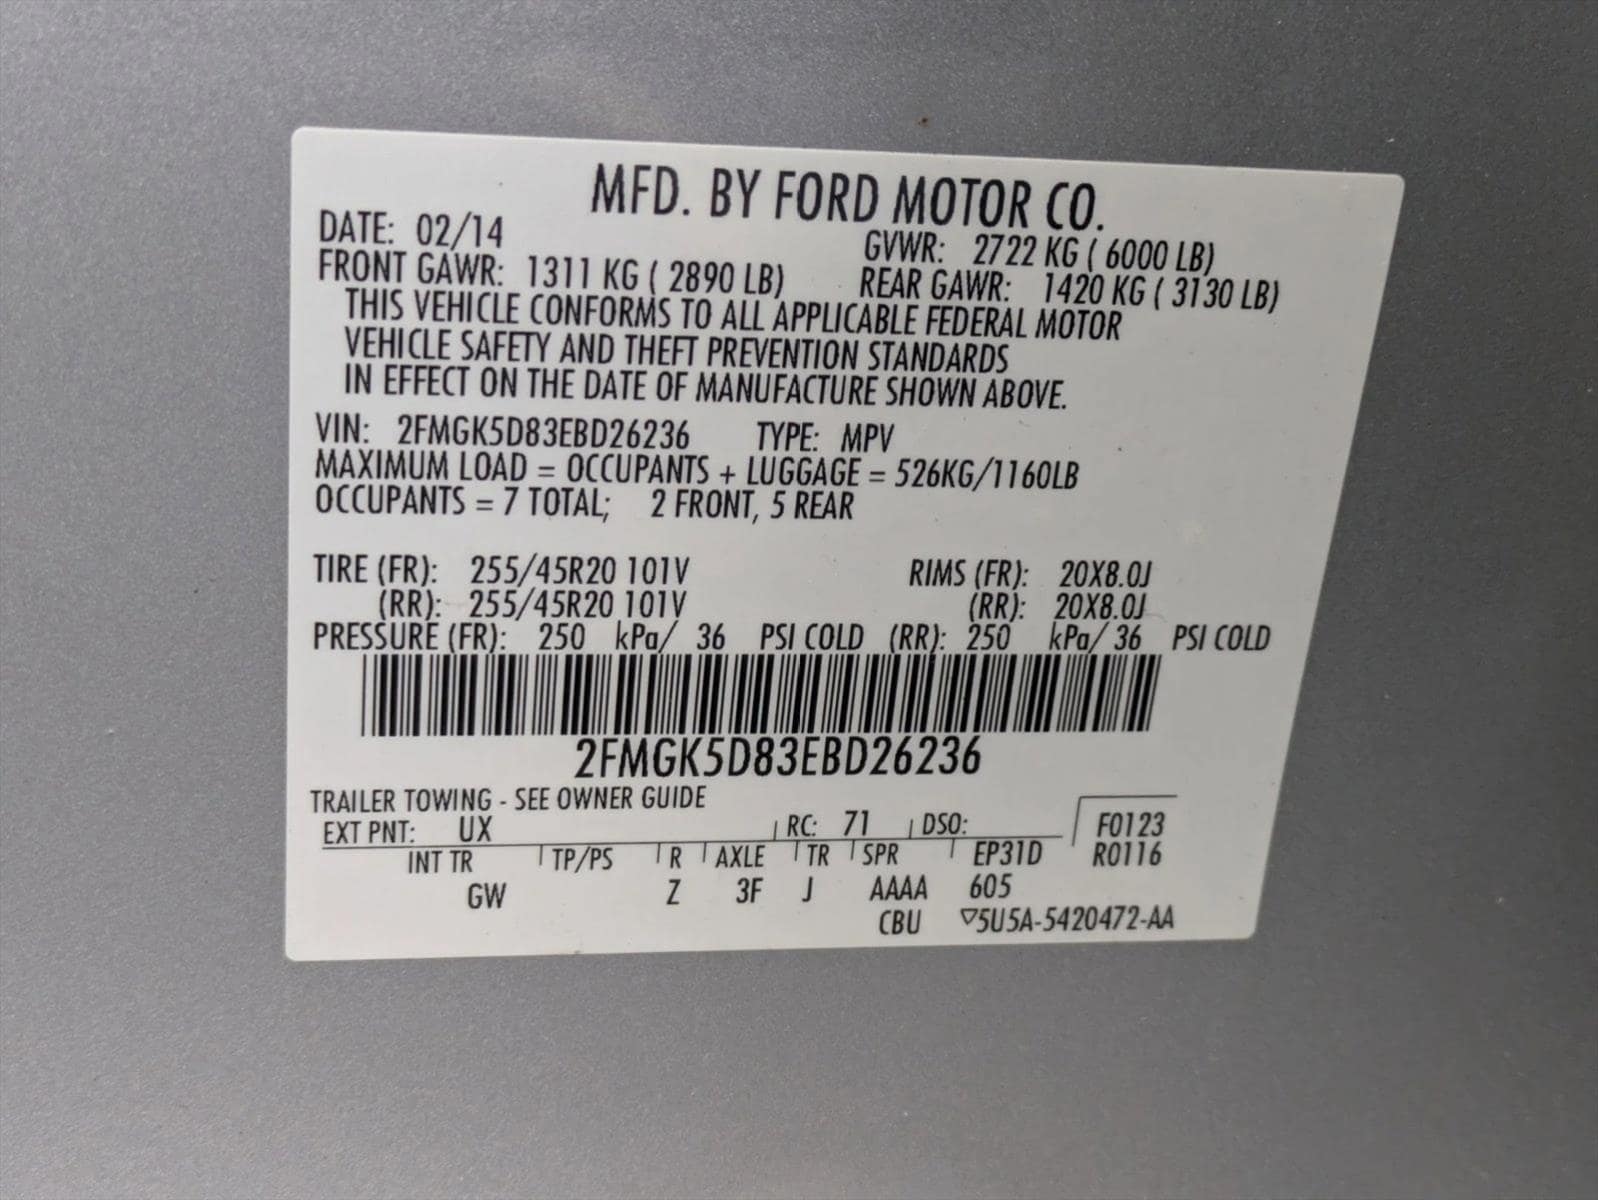 MFD. BY FORD MOTOR CO.
DATE: 02/14 GVWR: 2722 KG ( 6000 LB)
FRONT GAWR: 1311 KG ( 2890 LB) REAR GAWR: 1420 KG ( 3130 LB)
THIS VEHICLE CONFORMS TO ALL APPLICABLE FEDERAL MOTOR
VEHICLE SAFETY AND THEFT PREVENTION STANDARDS
IN EFFECT ON THE DATE OF MANUFACTURE SHOWN ABOVE.
VIN: 2FMGK5D83EBD26236 TYPE: MPV
MAXIMUM LOAD = OCCUPANTS + LUGGAGE = 526KG/1160LB
OCCUPANTS = 7 TOTAL; 2 FRONT, 5 REAR
TIRE (FR): 255/45R20 101V RIMS (FR): 20X8.0J
(RR): 255/45R20 101V (RR): 20X8.0J
PRESSURE (FR): 250 kPa/ 36 PSI COLD (RR): 250 kPa/ 36 PSI COLD
2FMGK5D83EBD26236
TRAILER TOWING - SEE OWNER GUIDE
EXT PNT: UX RC: 71 DSO: F0123
INT TR TP/PS R AXLE TR SPR EP31D R0116
GW Z 3F J AAAA 605
CBU ▽5U5A-5420472-AA